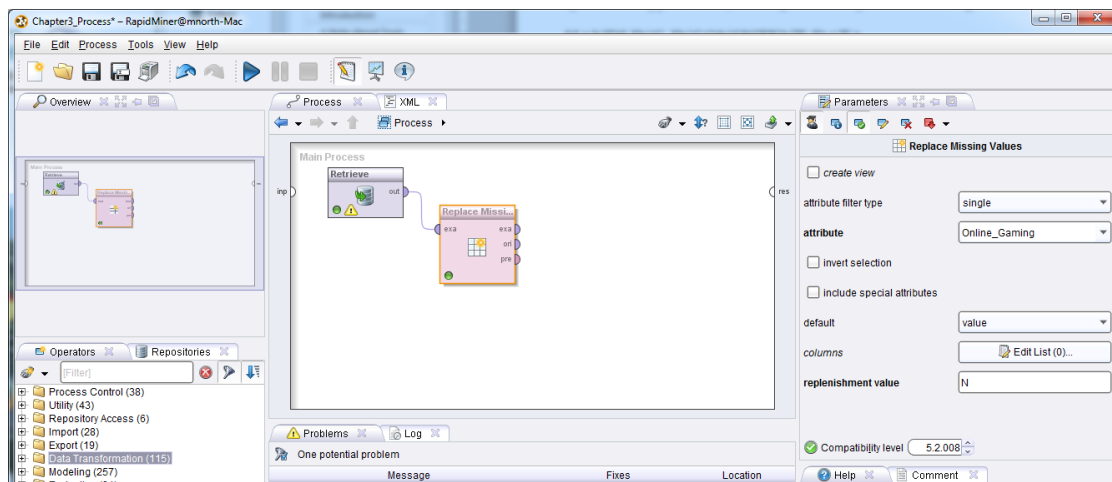 Chapter3_Process* – RapidMiner@mnorth-Mac
File Edit Process Tools View Help
Overview
Main Process
Retrieve
Process XML
Process
Main Process
inp
Retrieve
out
Replace Missi...
exa exa
ori
pre
res
Parameters
Replace Missing Values
create view
attribute filter type single
attribute Online_Gaming
invert selection
include special attributes
default value
columns Edit List (0)...
replenishment value N
Compatibility level 5.2.008
Help Comment
Operators Repositories
[Filter]
Process Control (38)
Utility (43)
Repository Access (6)
Import (28)
Export (19)
Data Transformation (115)
Modeling (257)
Problems Log
One potential problem
Message Fixes Location